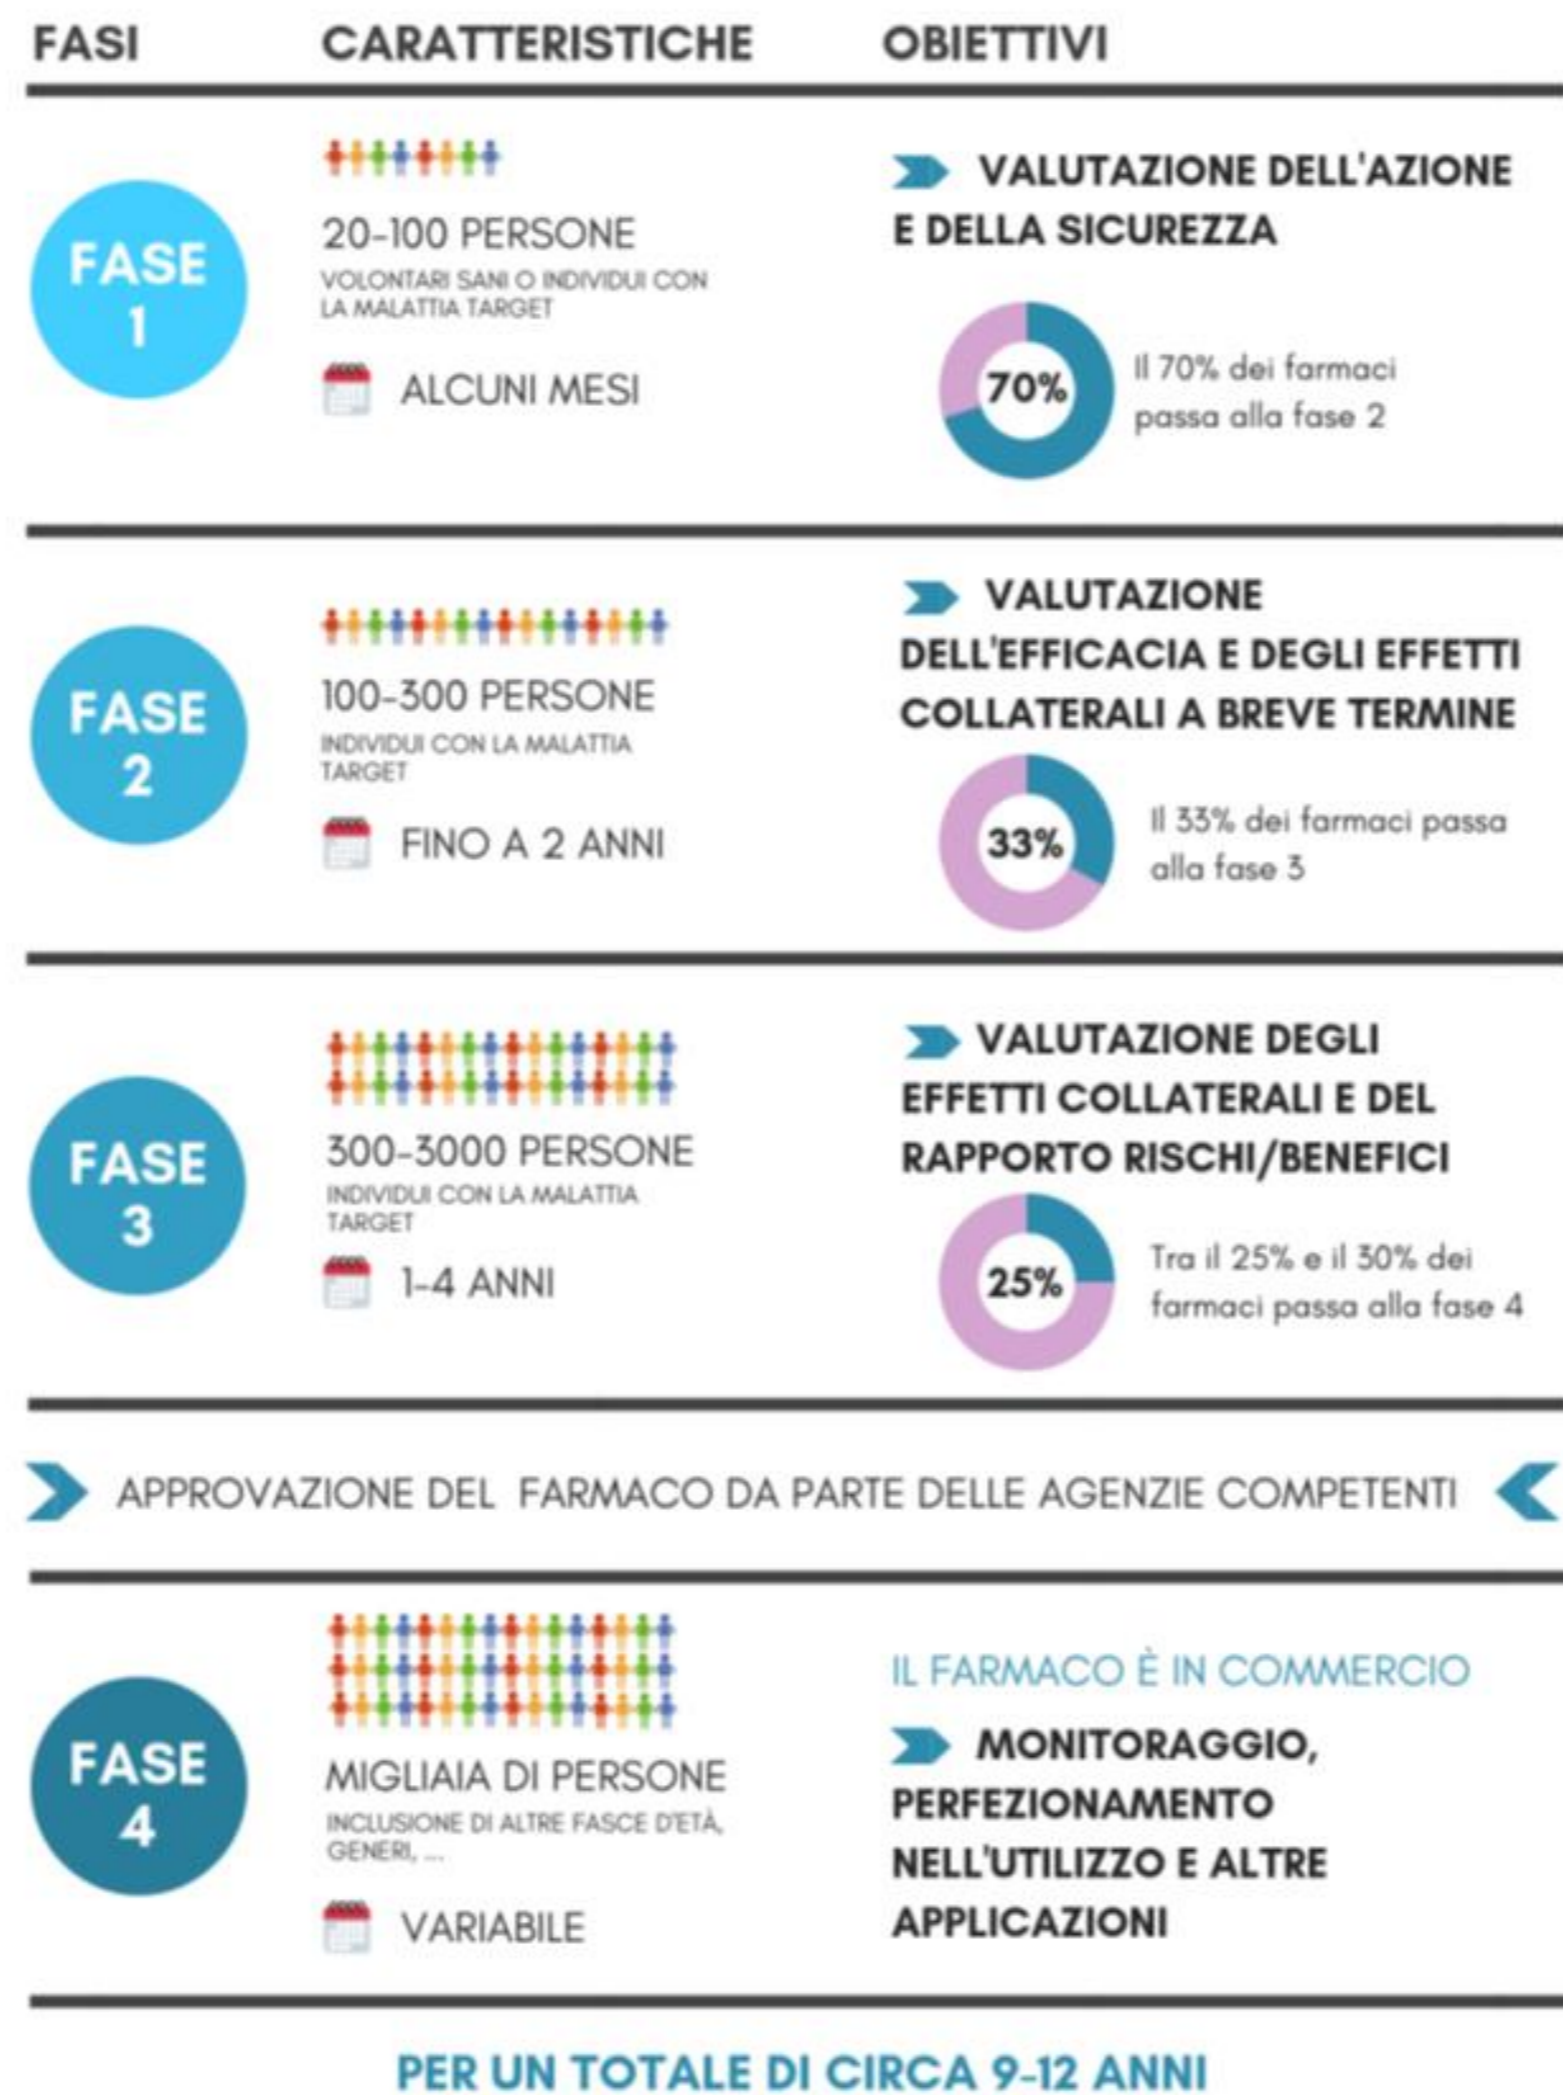 FASI CARATTERISTICHE OBIETTIVI
FASE
1
20-100 PERSONE
VOLONTARI SANI O INDIVIDUI CON
LA MALATTIA TARGET
ALCUNI MESI
VALUTAZIONE DELL'AZIONE
E DELLA SICUREZZA
70%
Il 70% dei farmaci
passa alla fase 2
FASE
2
100-300 PERSONE
INDIVIDUI CON LA MALATTIA
TARGET
FINO A 2 ANNI
VALUTAZIONE
DELL'EFFICACIA E DEGLI EFFETTI
COLLATERALI A BREVE TERMINE
33%
Il 33% dei farmaci passa
alla fase 3
FASE
3
300-3000 PERSONE
INDIVIDUI CON LA MALATTIA
TARGET
1-4 ANNI
VALUTAZIONE DEGLI
EFFETTI COLLATERALI E DEL
RAPPORTO RISCHI/BENEFICI
25%
Tra il 25% e il 30% dei
farmaci passa alla fase 4
APPROVAZIONE DEL FARMACO DA PARTE DELLE AGENZIE COMPETENTI
FASE
4
MIGLIAIA DI PERSONE
INCLUSIONE DI ALTRE FASCE D'ETÀ,
GENERI, ...
VARIABILE
IL FARMACO È IN COMMERCIO
MONITORAGGIO,
PERFEZIONAMENTO
NELL'UTILIZZO E ALTRE
APPLICAZIONI
PER UN TOTALE DI CIRCA 9-12 ANNI